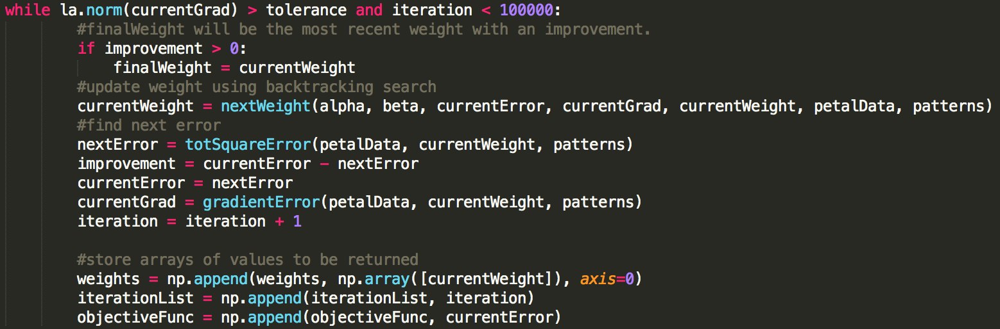 while la.norm(currentGrad) > tolerance and iteration < 100000:
#finalWeight will be the most recent weight with an improvement.
if improvement > 0:
finalWeight = currentWeight
#update weight using backtracking search
currentWeight = nextWeight(alpha, beta, currentError, currentGrad, currentWeight, petalData, patterns)
#find next error
nextError = totSquareError(petalData, currentWeight, patterns)
improvement = currentError - nextError
currentError = nextError
currentGrad = gradientError(petalData, currentWeight, patterns)
iteration = iteration + 1
#store arrays of values to be returned
weights = np.append(weights, np.array([currentWeight]), axis=0)
iterationList = np.append(iterationList, iteration)
objectiveFunc = np.append(objectiveFunc, currentError)